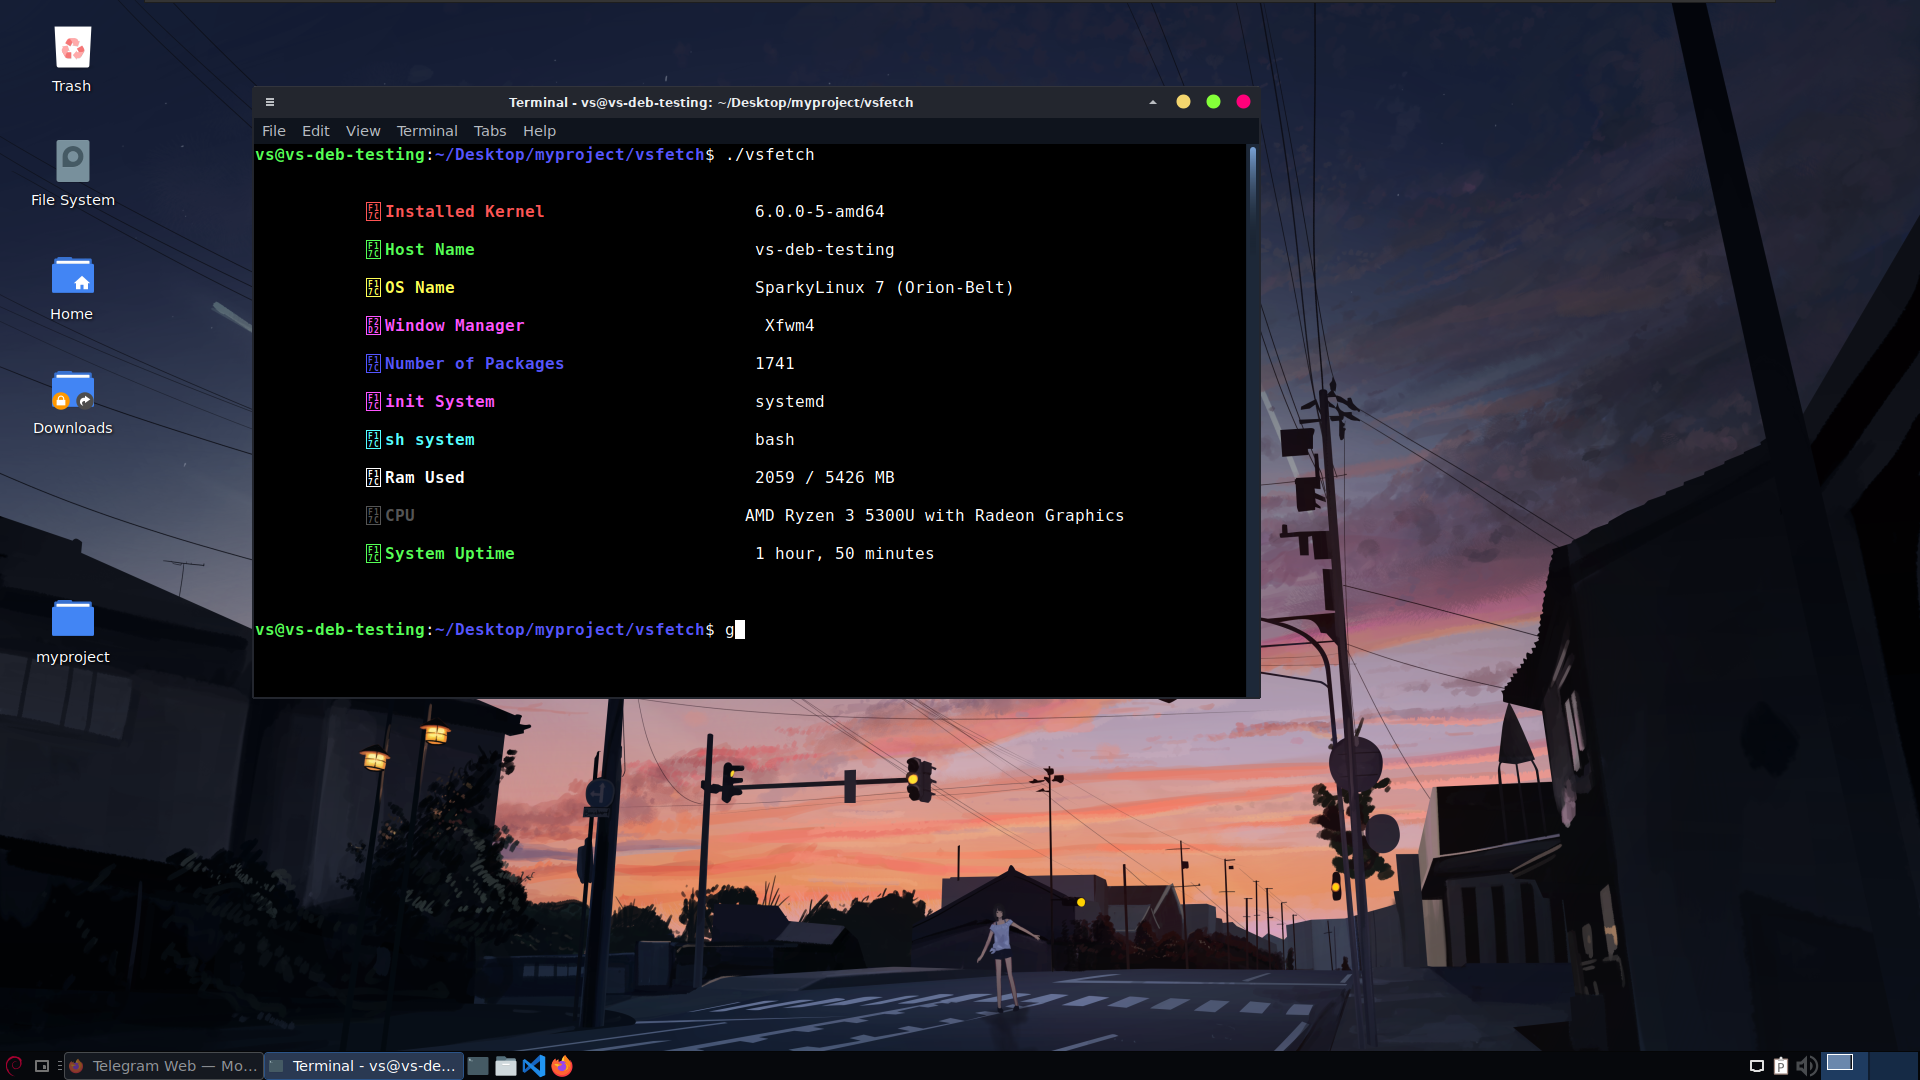 Trash
File System
Home
Downloads
myproject
Terminal - vs@vs-deb-testing: ~/Desktop/myproject/vsfetch
File Edit View Terminal Tabs Help
vs@vs-deb-testing:~/Desktop/myproject/vsfetch$ ./vsfetch
Installed Kernel 6.0.0-5-amd64
Host Name vs-deb-testing
OS Name SparkyLinux 7 (Orion-Belt)
Window Manager Xfwm4
Number of Packages 1741
init System systemd
sh system bash
Ram Used 2059 / 5426 MB
CPU AMD Ryzen 3 5300U with Radeon Graphics
System Uptime 1 hour, 50 minutes
vs@vs-deb-testing:~/Desktop/myproject/vsfetch$ g
Telegram Web — Mo... Terminal - vs@vs-de...